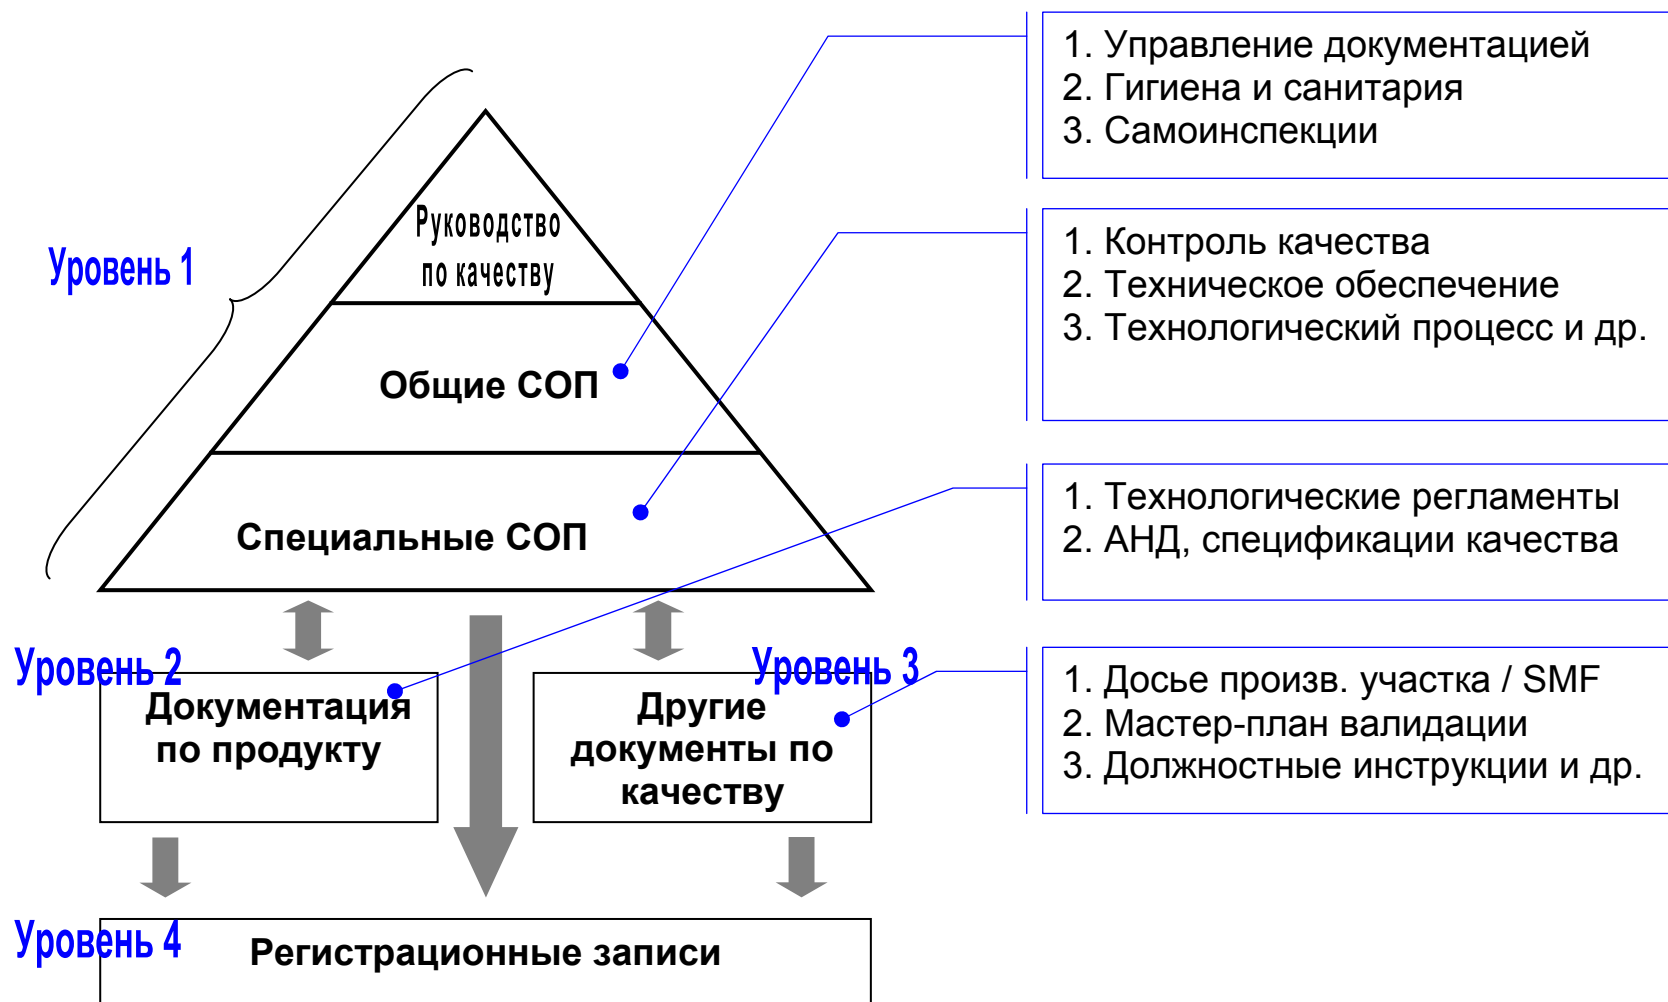 Уровень 1
Руководство
по качеству
Общие СОП
Специальные СОП
1. Управление документацией
2. Гигиена и санитария
3. Самоинспекции
1. Контроль качества
2. Техническое обеспечение
3. Технологический процесс и др.
1. Технологические регламенты
2. АНД, спецификации качества
Уровень 2
Документация
по продукту
Уровень 3
Другие
документы по
качеству
1. Досье произв. участка / SMF
2. Мастер-план валидации
3. Должностные инструкции и др.
Уровень 4
Регистрационные записи